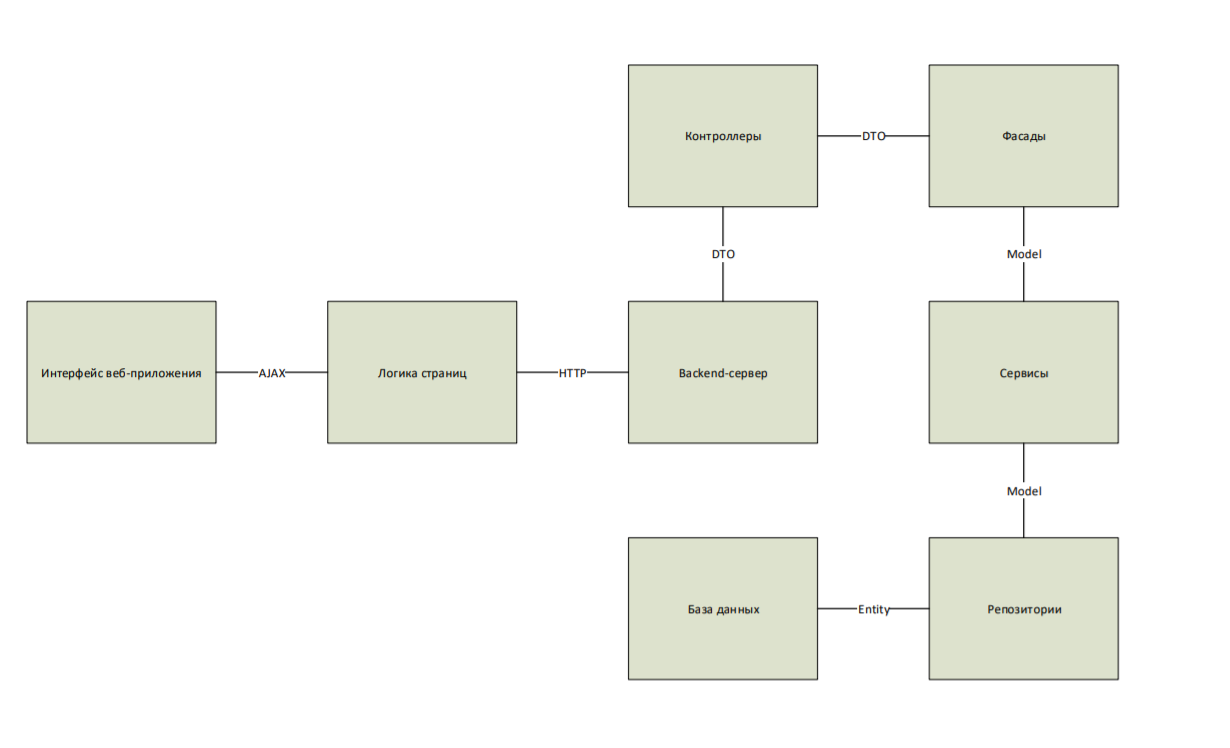 Контроллеры
DTO
Фасады
DTO
Model
Интерфейс веб-приложения
AJAX
Логика страниц
HTTP
Backend-сервер
Сервисы
Model
База данных
Entity
Репозитории